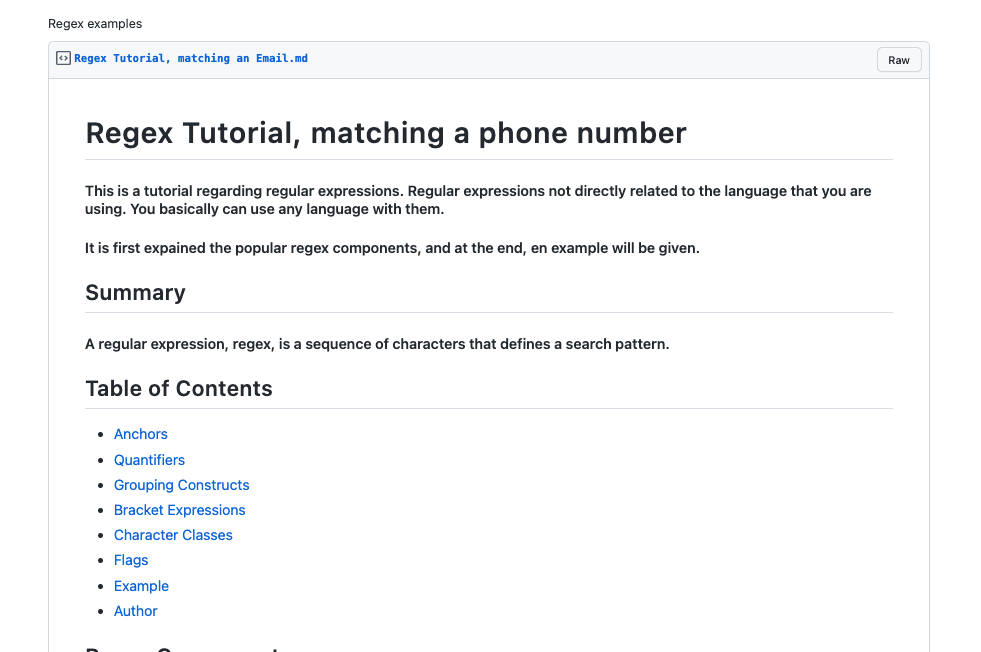 Regex examples
Regex Tutorial, matching an Email.md
Raw
Regex Tutorial, matching a phone number
This is a tutorial regarding regular expressions. Regular expressions not directly related to the language that you are
using. You basically can use any language with them.
It is first expained the popular regex components, and at the end, en example will be given.
Summary
A regular expression, regex, is a sequence of characters that defines a search pattern.
Table of Contents
Anchors
Quantifiers
Grouping Constructs
Bracket Expressions
Character Classes
Flags
Example
Author